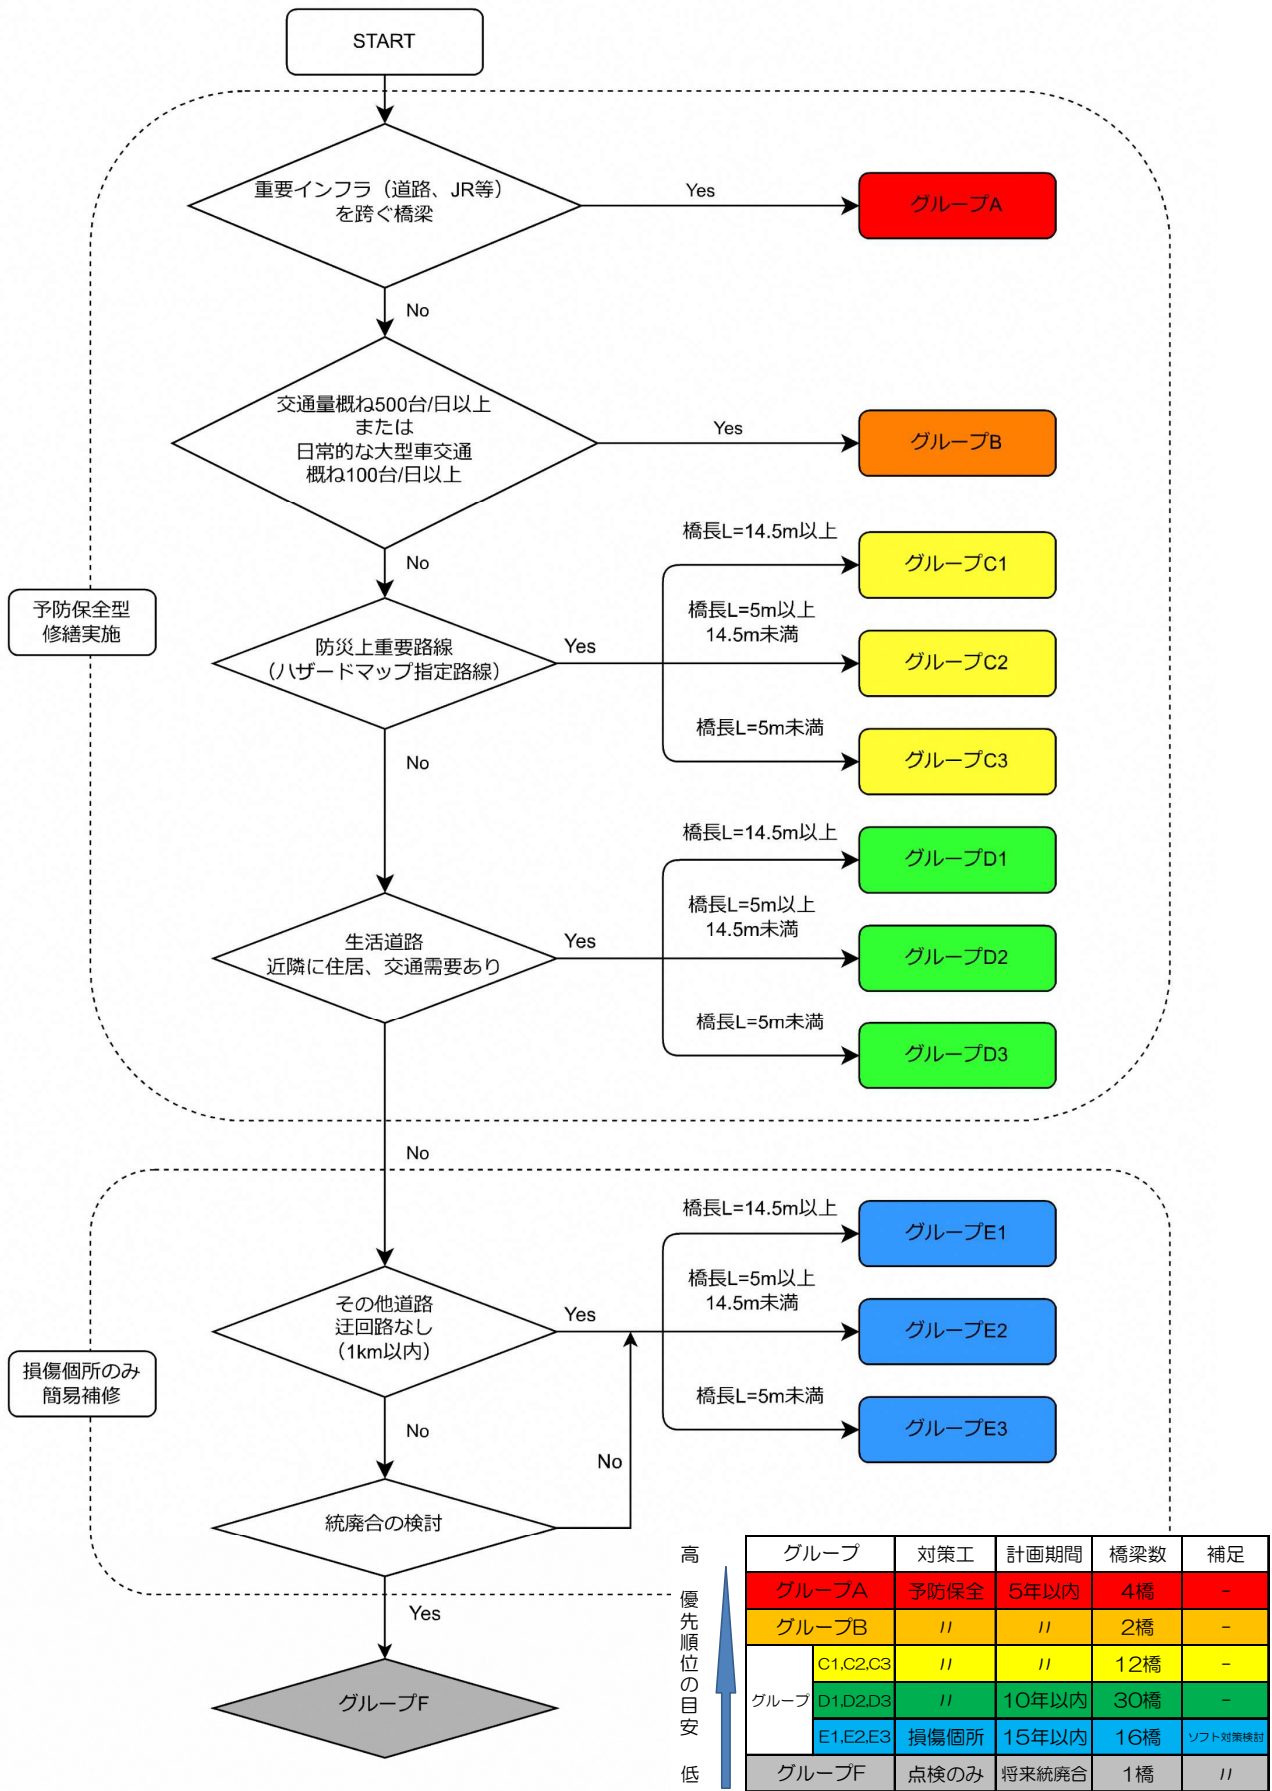 START
重要インフラ（道路、JR等）
を跨ぐ橋梁
Yes
グループA
No
交通量概ね500台/日以上
または
日常的な大型車交通
概ね100台/日以上
Yes
グループB
No
予防保全型
修繕実施
防災上重要路線
（ハザードマップ指定路線）
Yes
橋長L=14.5m以上
グループC1
橋長L=5m以上
14.5m未満
グループC2
橋長L=5m未満
グループC3
No
生活道路
近隣に住居、交通需要あり
Yes
橋長L=14.5m以上
グループD1
橋長L=5m以上
14.5m未満
グループD2
橋長L=5m未満
グループD3
No
損傷個所のみ
簡易補修
その他道路
迂回路なし
（1km以内）
Yes
橋長L=14.5m以上
グループE1
橋長L=5m以上
14.5m未満
グループE2
橋長L=5m未満
グループE3
No
No
統廃合の検討
Yes
グループF
高
優先順位の目安
低
グループ 対策工 計画期間 橋梁数 補足
グループA 予防保全 5年以内 4橋 -
グループB 〃 〃 2橋 -
グループ
C1,C2,C3 〃 〃 12橋 -
D1,D2,D3 〃 10年以内 30橋 -
E1,E2,E3 損傷個所 15年以内 16橋 ソフト対策検討
グループF 点検のみ 将来統廃合 1橋 〃